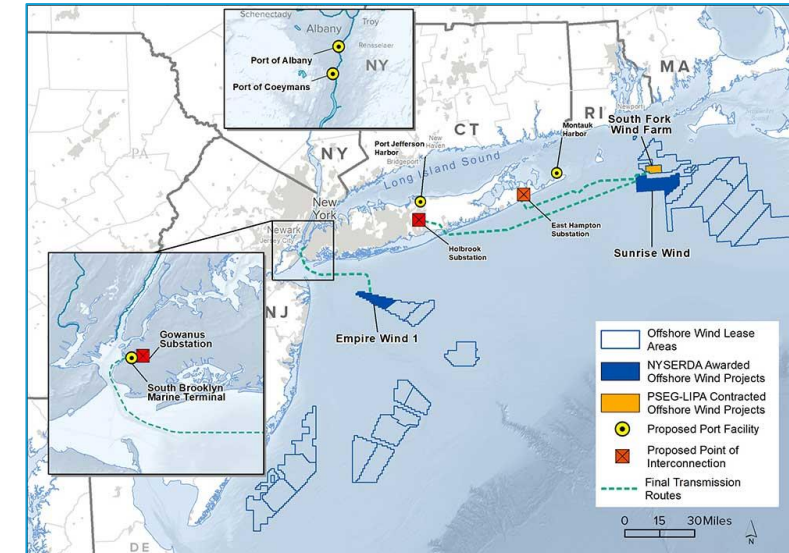 Schenectady
Albany
Troy
Rensselaer
Port of Albany
NY
Port of Coeymans
MA
PA
CT
RI
Newport
South Fork
Wind Farm
Montauk
Harbor
NY
Port Jefferson
Harbor
New
Haven
Bridgeport
Long Island Sound
New
York
Newark
Jersey City
East Hampton
Substation
Holbrook
Substation
Sunrise Wind
NJ
Empire Wind 1
Gowanus
Substation
South Brooklyn
Marine Terminal
DE
Offshore Wind Lease
Areas
NYSERDA Awarded
Offshore Wind Projects
PSEG-LIPA Contracted
Offshore Wind Projects
Proposed Port Facility
Proposed Point of
Interconnection
Final Transmission
Routes
0 15 30 Miles
N